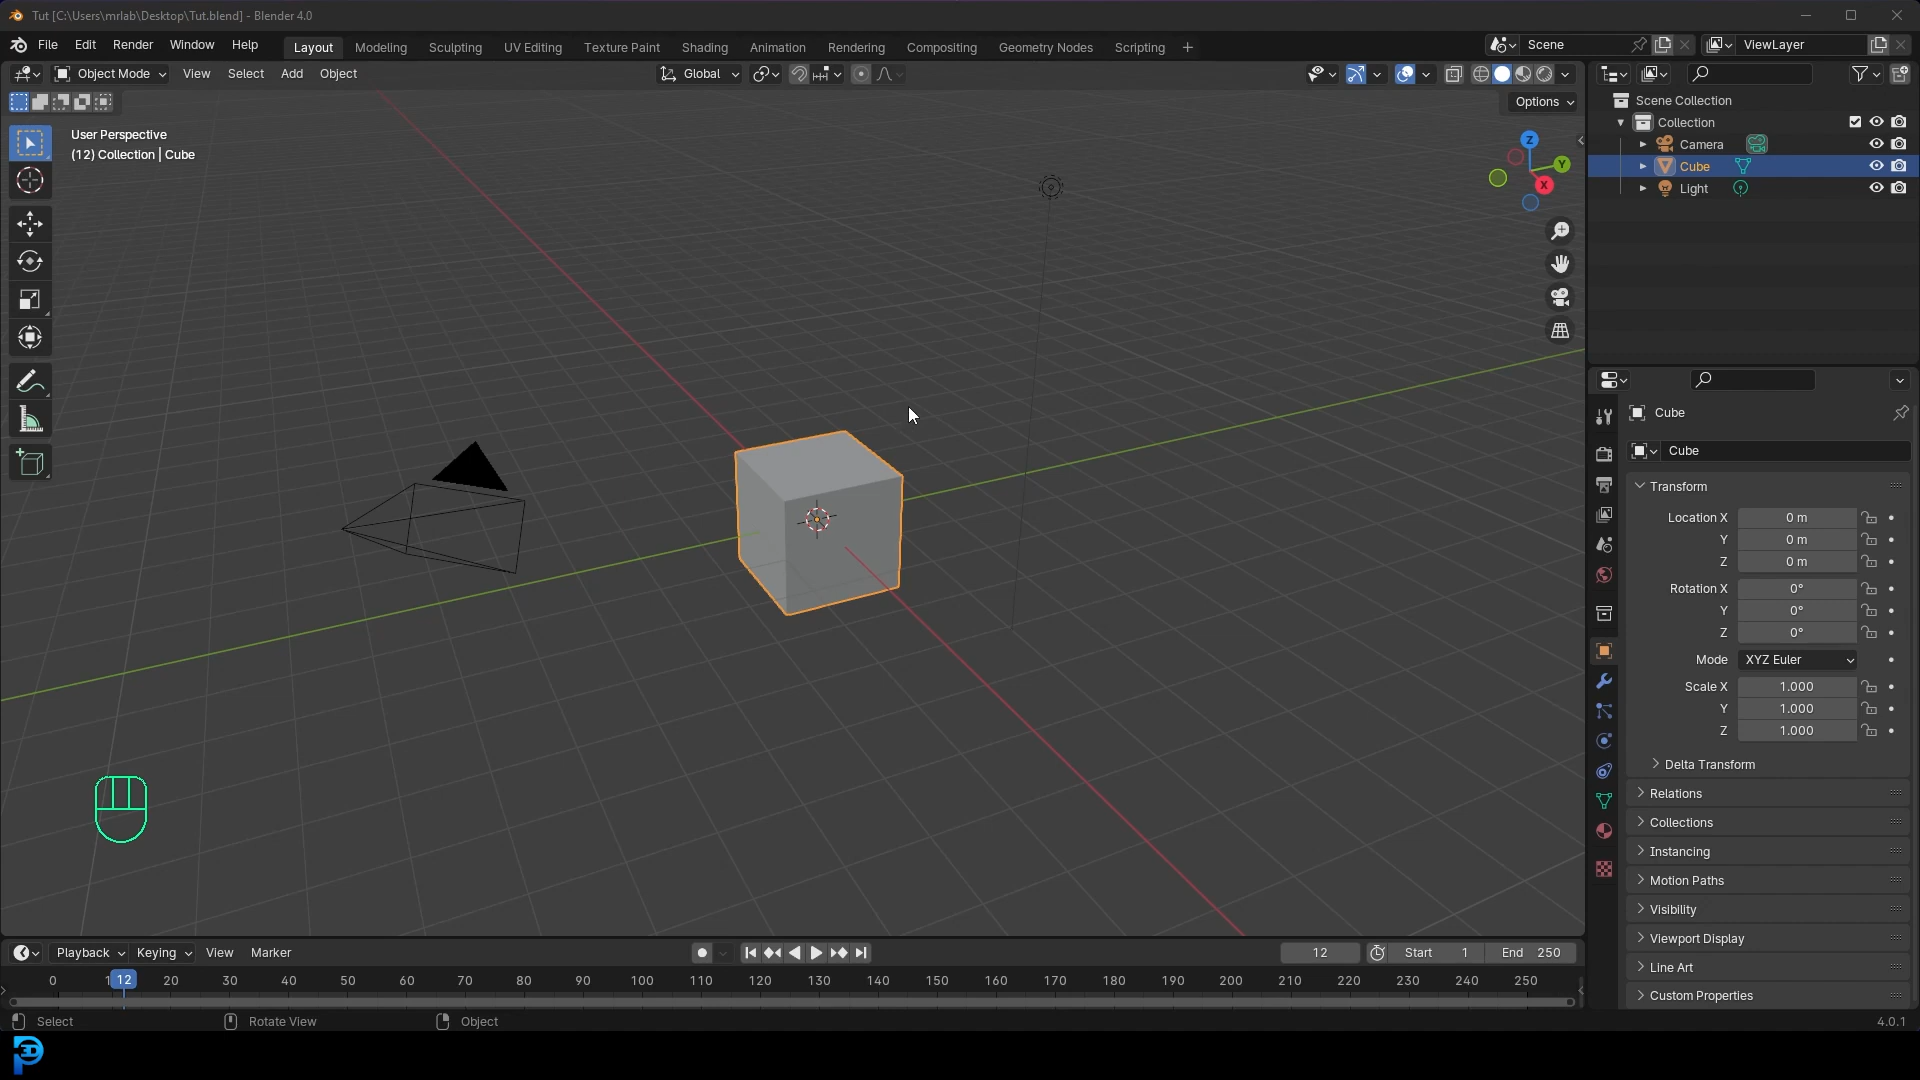 Tut [C:\Users\mrlab\Desktop\Tut.blend] - Blender 4.0
File Edit Render Window Help Layout Modeling Sculpting UV Editing Texture Paint Shading Animation Rendering Compositing Geometry Nodes Scripting + Scene ViewLayer
Object Mode View Select Add Object Global
Options
User Perspective
(12) Collection | Cube
Z
Y
X
Scene Collection
Collection
Camera
Cube
Light
Cube
Cube
Transform
Location X 0 m
Y 0 m
Z 0 m
Rotation X 0°
Y 0°
Z 0°
Mode XYZ Euler
Scale X 1.000
Y 1.000
Z 1.000
Delta Transform
Relations
Collections
Instancing
Motion Paths
Visibility
Viewport Display
Line Art
Custom Properties
Playback Keying View Marker 12 Start 1 End 250
0 12 20 30 40 50 60 70 80 90 100 110 120 130 140 150 160 170 180 190 200 210 220 230 240 250
Select Rotate View Object 4.0.1